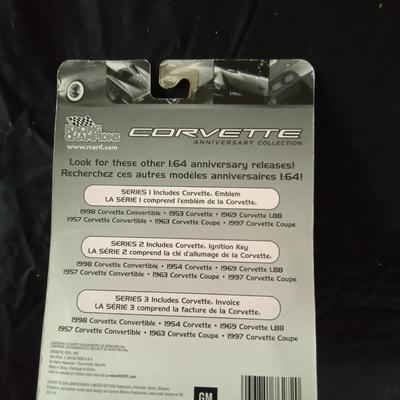 RACING
CHAMPIONS
www.rcertl.com
CORVETTE
ANNIVERSARY COLLECTION
Look for these other 1:64 anniversary releases!
Recherchez ces autres modèles anniversaires 1:64!
SERIES 1 Includes Corvette. Emblem
LA SÉRIE 1 comprend l'emblém de la Corvette.
1998 Corvette Convertible • 1953 Corvette • 1969 Corvette L88
1957 Corvette Convertible • 1963 Corvette Coupe • 1997 Corvette Coupe
SERIES 2 Includes Corvette. Ignition Key
LA SÉRIE 2 comprend la clé d'allumage de la Corvette.
1998 Corvette Convertible • 1954 Corvette • 1969 Corvette L88
1957 Corvette Convertible • 1963 Corvette Coupe • 1997 Corvette Coupe
SERIES 3 Includes Corvette. Invoice
LA SÉRIE 3 comprend la facture de la Corvette.
1998 Corvette Convertible • 1954 Corvette • 1969 Corvette L88
1957 Corvette Convertible • 1963 Corvette Coupe • 1997 Corvette Coupe
GM